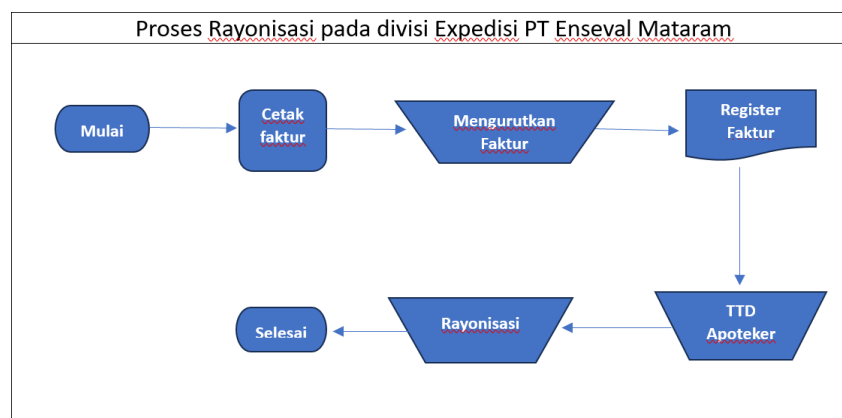 Proses Rayonisasi pada divisi Expedisi PT Enseval Mataram
Mulai
Cetak
faktur
Mengurutkan
Faktur
Register
Faktur
TTD
Apoteker
Rayonisasi
Selesai